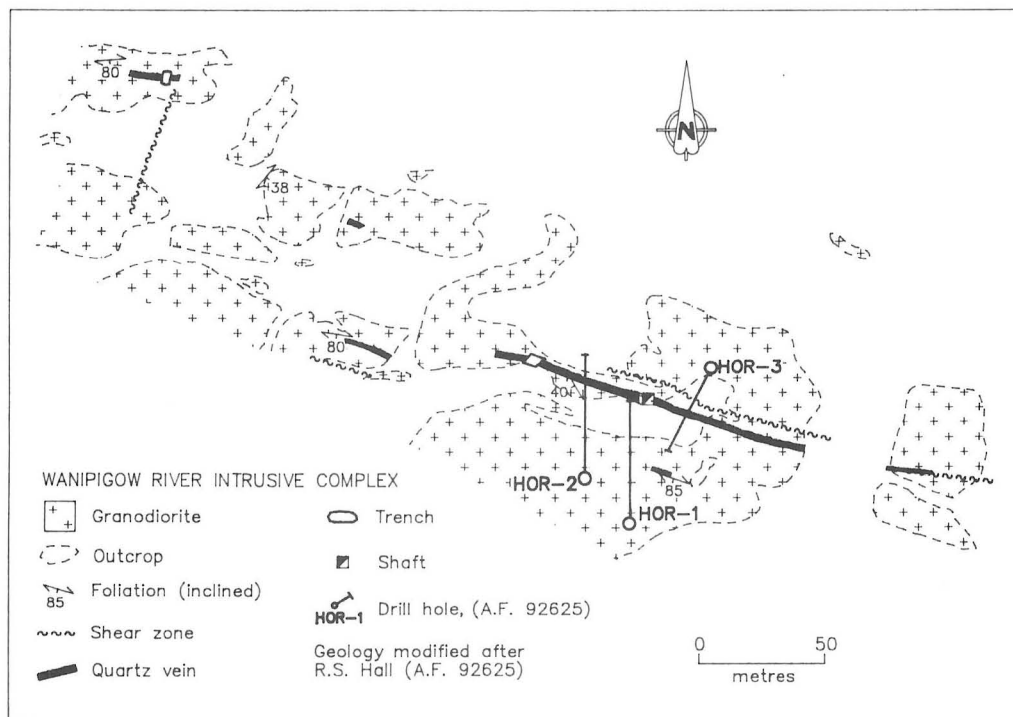 80
N
38
80
HOR-3
40
HOR-2
85
HOR-1
WANIPIGOW RIVER INTRUSIVE COMPLEX
Granodiorite
Outcrop
85 Foliation (inclined)
Shear zone
Quartz vein
Trench
Shaft
HOR-1 Drill hole, (A.F. 92625)
Geology modified after
R.S. Hall (A.F. 92625)
0 50
metres